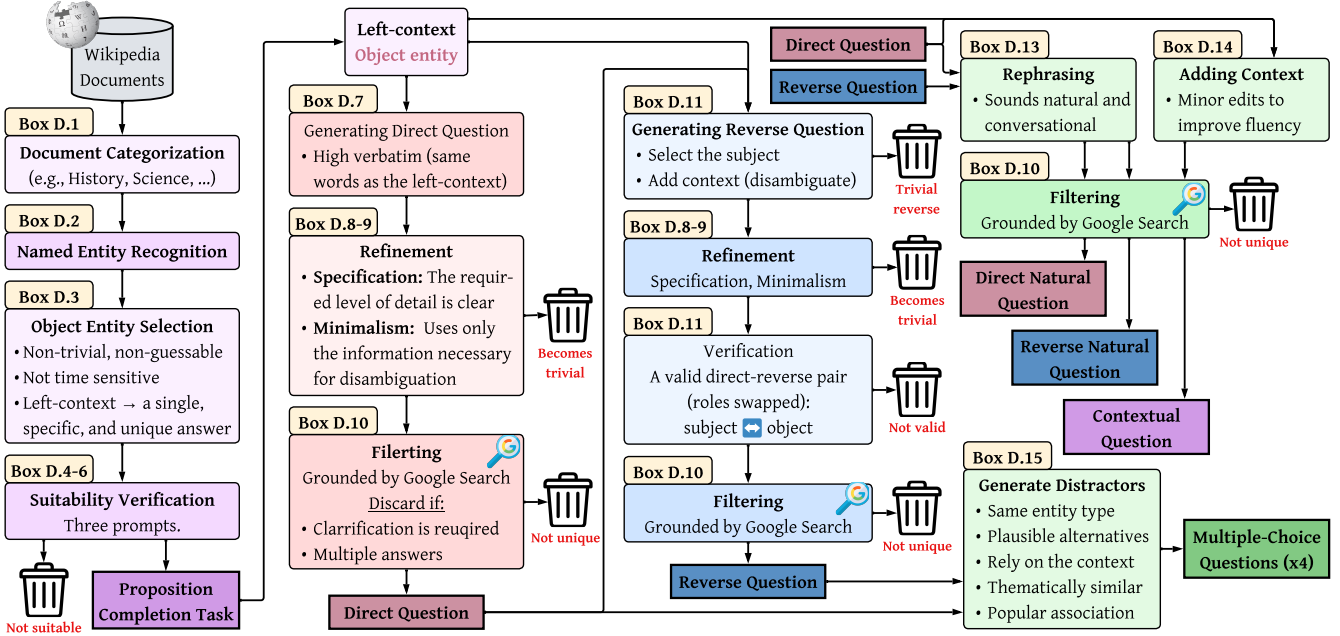 Wikipedia
Documents
Box D.1
Document Categorization
(e.g., History, Science, ...)
Box D.2
Named Entity Recognition
Box D.3
Object Entity Selection
• Non-trivial, non-guessable
• Not time sensitive
• Left-context → a single,
specific, and unique answer
Box D.4-6
Suitability Verification
Three prompts.
Not suitable
Proposition
Completion Task
Left-context
Object entity
Box D.7
Generating Direct Question
• High verbatim (same
words as the left-context)
Box D.8-9
Refinement
• Specification: The requir-
ed level of detail is clear
• Minimalism: Uses only
the information necessary
for disambiguation
Becomes
trivial
Box D.10
Filerting
Grounded by Google Search
Discard if:
• Clarrification is reuqired
• Multiple answers
Not unique
Direct Question
Box D.11
Generating Reverse Question
• Select the subject
• Add context (disambiguate)
Trivial
reverse
Box D.8-9
Refinement
Specification, Minimalism
Becomes
trivial
Box D.11
Verification
A valid direct-reverse pair
(roles swapped):
subject ↔ object
Not valid
Box D.10
Filtering
Grounded by Google Search
Not unique
Reverse Question
Direct Question
Reverse Question
Box D.13
Rephrasing
• Sounds natural and
conversational
Box D.14
Adding Context
• Minor edits to
improve fluency
Box D.10
Filtering
Grounded by Google Search
Not unique
Direct Natural
Question
Reverse Natural
Question
Contextual
Question
Box D.15
Generate Distractors
• Same entity type
• Plausible alternatives
• Rely on the context
• Thematically similar
• Popular association
Multiple-Choice
Questions (x4)